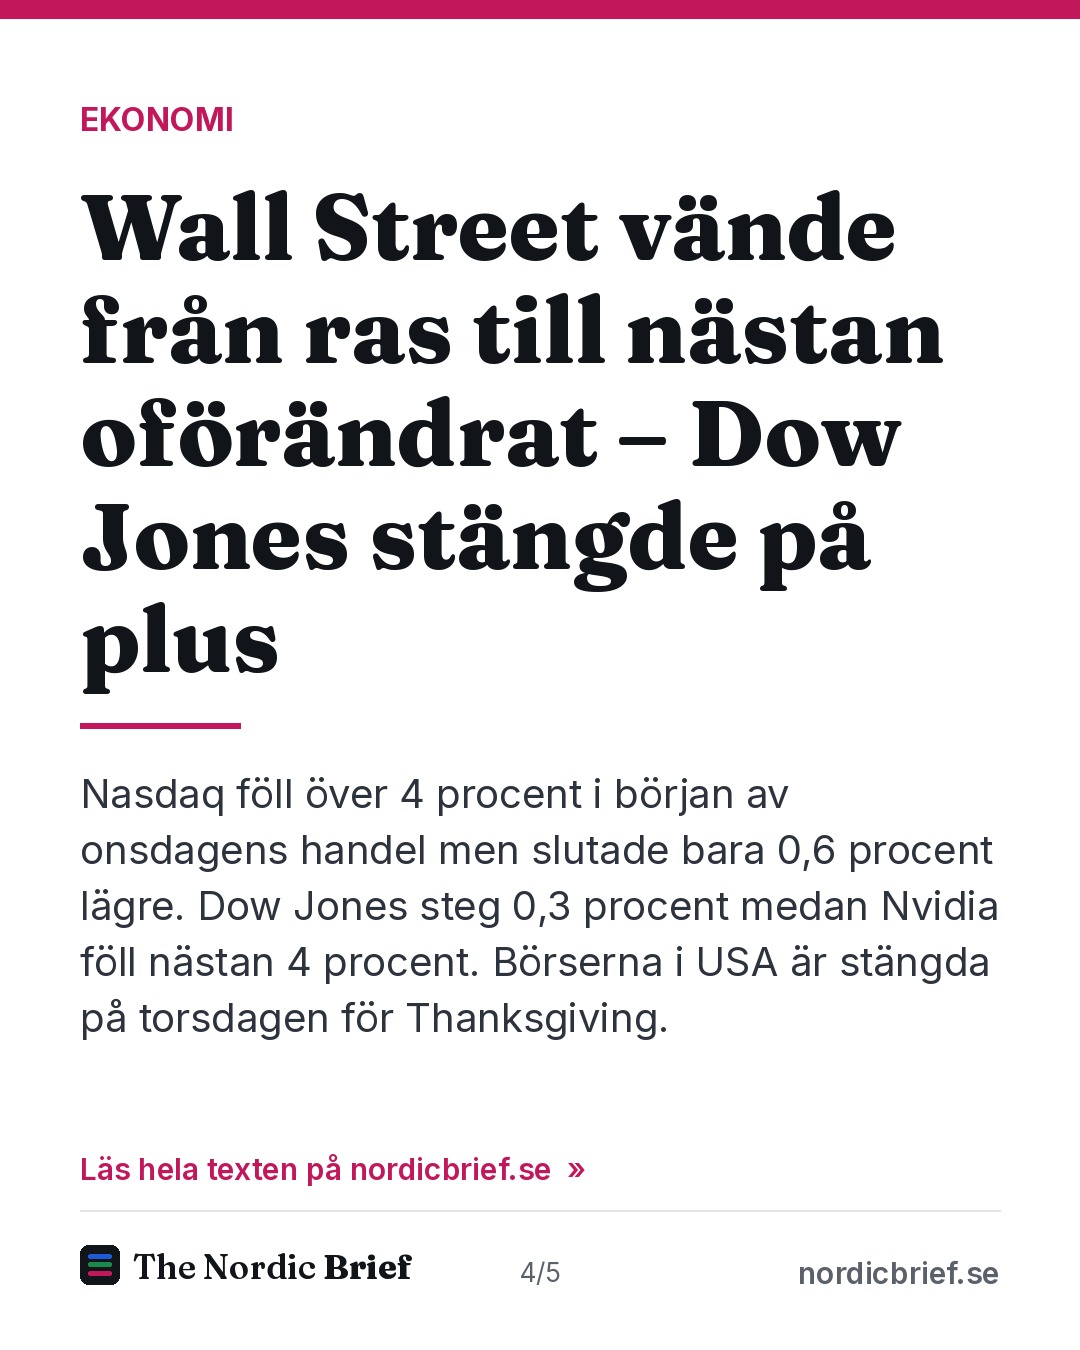 EKONOMI
Wall Street vände
från ras till nästan
oförändrat – Dow
Jones stängde på
plus
Nasdaq föll över 4 procent i början av
onsdagens handel men slutade bara 0,6 procent
lägre. Dow Jones steg 0,3 procent medan Nvidia
föll nästan 4 procent. Börserna i USA är stängda
på torsdagen för Thanksgiving.
Läs hela texten på nordicbrief.se »
The Nordic Brief
4/5
nordicbrief.se